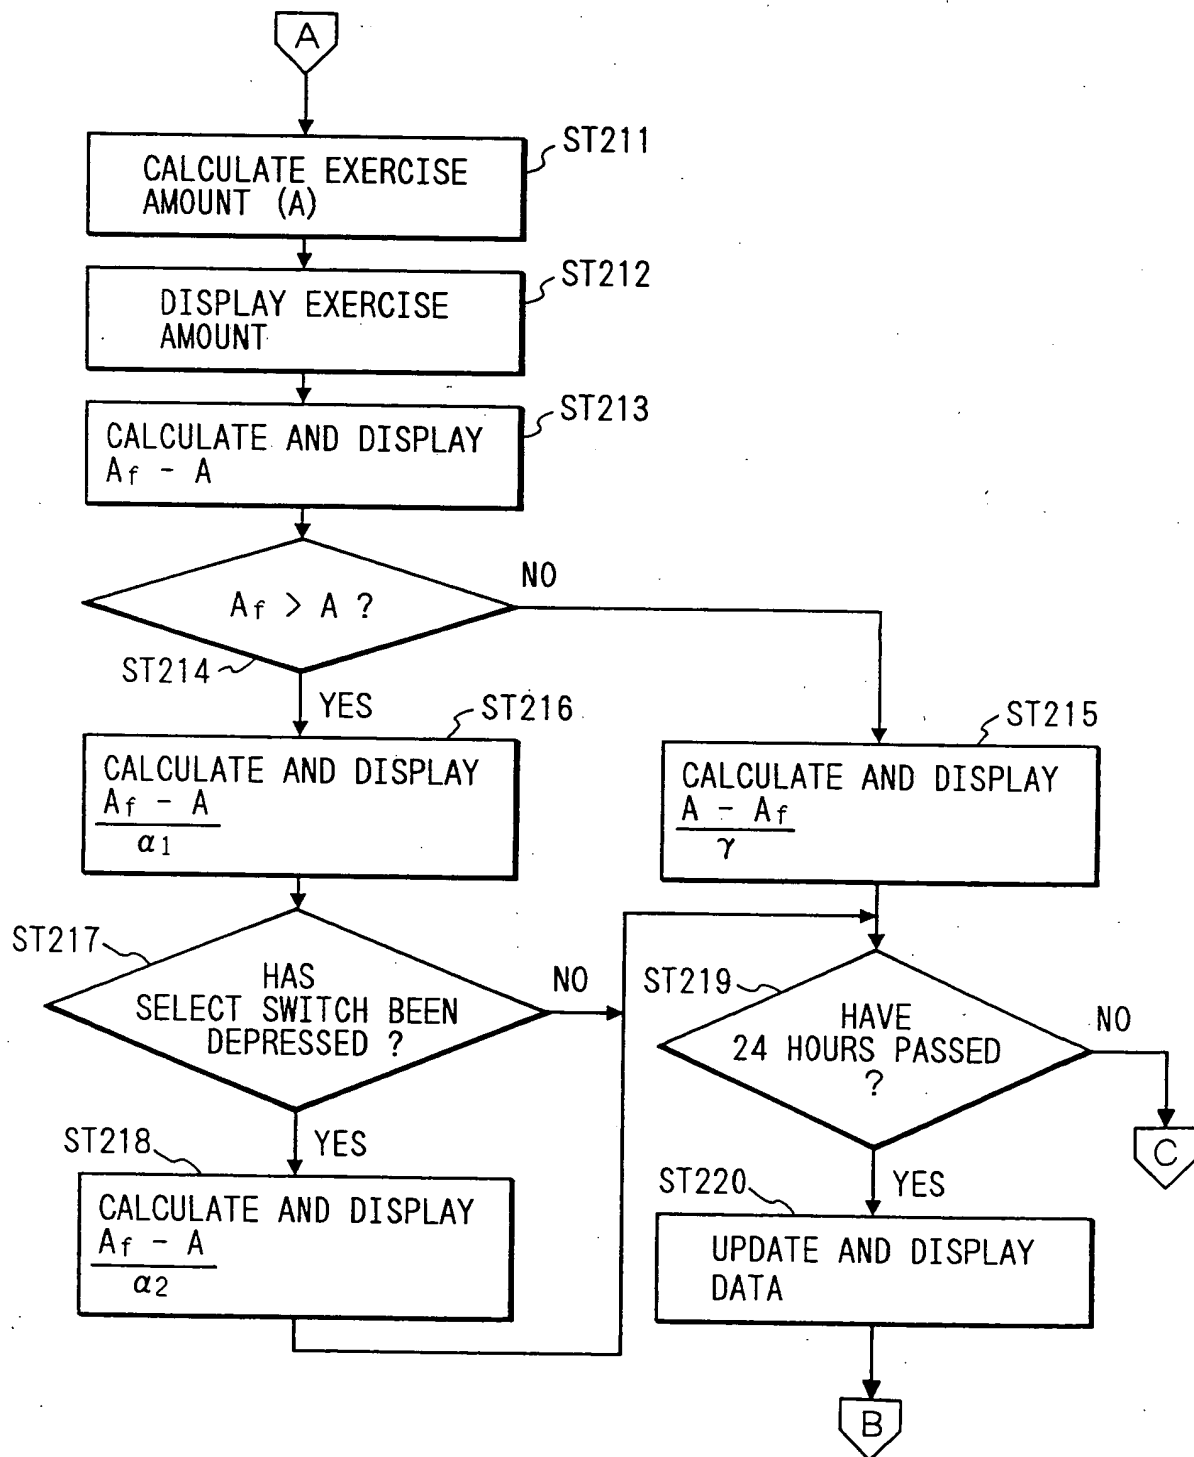 A
ST211
CALCULATE EXERCISE
AMOUNT (A)
ST212
DISPLAY EXERCISE
AMOUNT
ST213
CALCULATE AND DISPLAY
Af - A
Af > A ?
NO
ST214
YES
ST216
CALCULATE AND DISPLAY
Af - A
α1
ST215
CALCULATE AND DISPLAY
A - Af
γ
ST217
HAS
SELECT SWITCH BEEN
DEPRESSED ?
NO
YES
ST218
CALCULATE AND DISPLAY
Af - A
α2
ST219
HAVE
24 HOURS PASSED
?
NO
C
YES
ST220
UPDATE AND DISPLAY
DATA
B